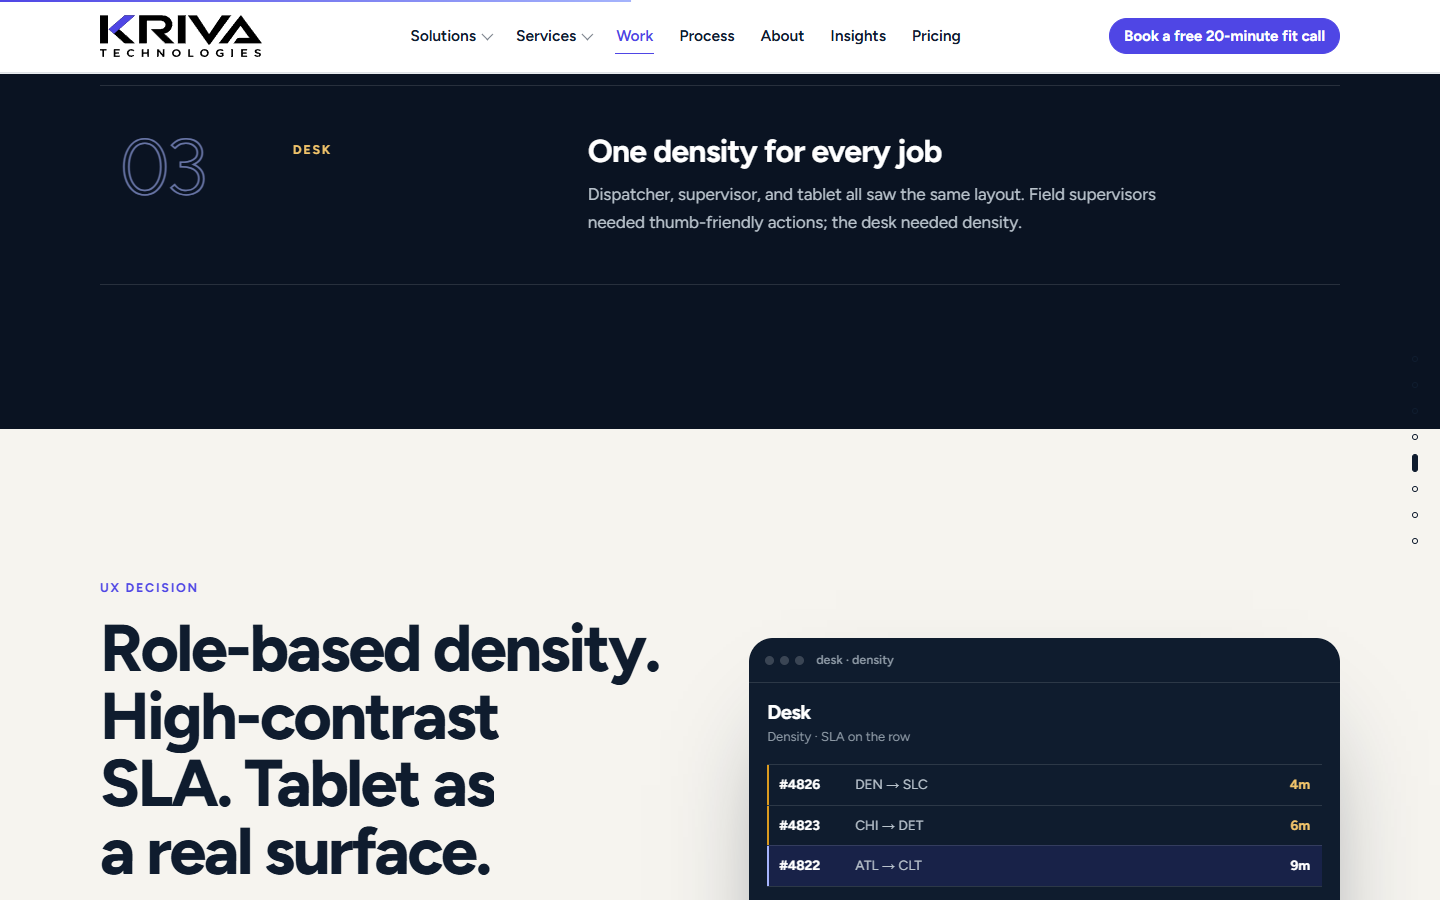 KRIVA
TECHNOLOGIES
Solutions
Services
Work
Process
About
Insights
Pricing
Book a free 20-minute fit call
03
DESK
One density for every job
Dispatcher, supervisor, and tablet all saw the same layout. Field supervisors
needed thumb-friendly actions; the desk needed density.
UX DECISION
Role-based density.
High-contrast
SLA. Tablet as
a real surface.
desk · density
Desk
Density · SLA on the row
#4826 DEN → SLC 4m
#4823 CHI → DET 6m
#4822 ATL → CLT 9m